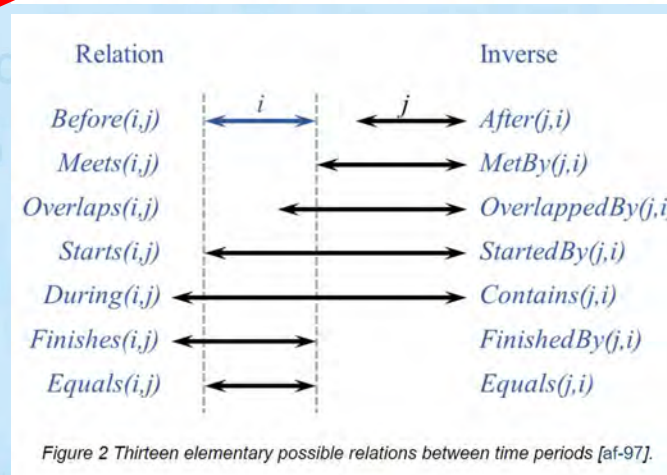 Relation Inverse
Before(i,j) i j After(j,i)
Meets(i,j) MetBy(j,i)
Overlaps(i,j) OverlappedBy(j,i
Starts(i,j) StartedBy(j,i)
During(i,j) Contains(j,i)
Finishes(i,j) FinishedBy(j,i)
Equals(i,j) Equals(j,i)
Figure 2 Thirteen elementary possible relations between time periods [af-97].